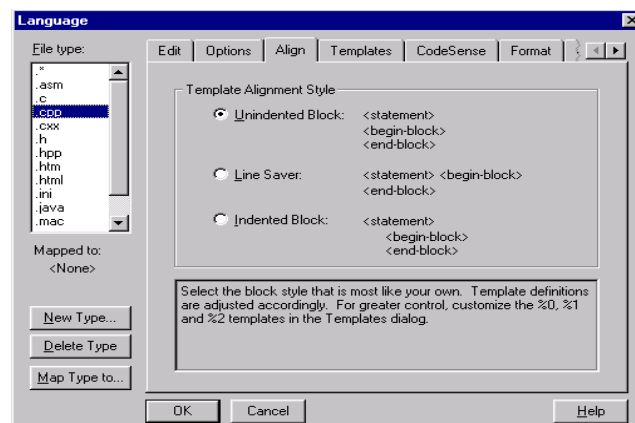 Language
File type:
.*
.asm
.c
.cpp
.cxx
.h
.hpp
.htm
.html
.ini
.java
.mac
Mapped to:
<None>
New Type...
Delete Type
Map Type to...
Edit Options Align Templates CodeSense Format
Template Alignment Style
Unindented Block: <statement>
<begin-block>
<end-block>
Line Saver: <statement> <begin-block>
<end-block>
Indented Block: <statement>
<begin-block>
<end-block>
Select the block style that is most like your own. Template definitions
are adjusted accordingly. For greater control, customize the %0, %1
and %2 templates in the Templates dialog.
OK Cancel Help